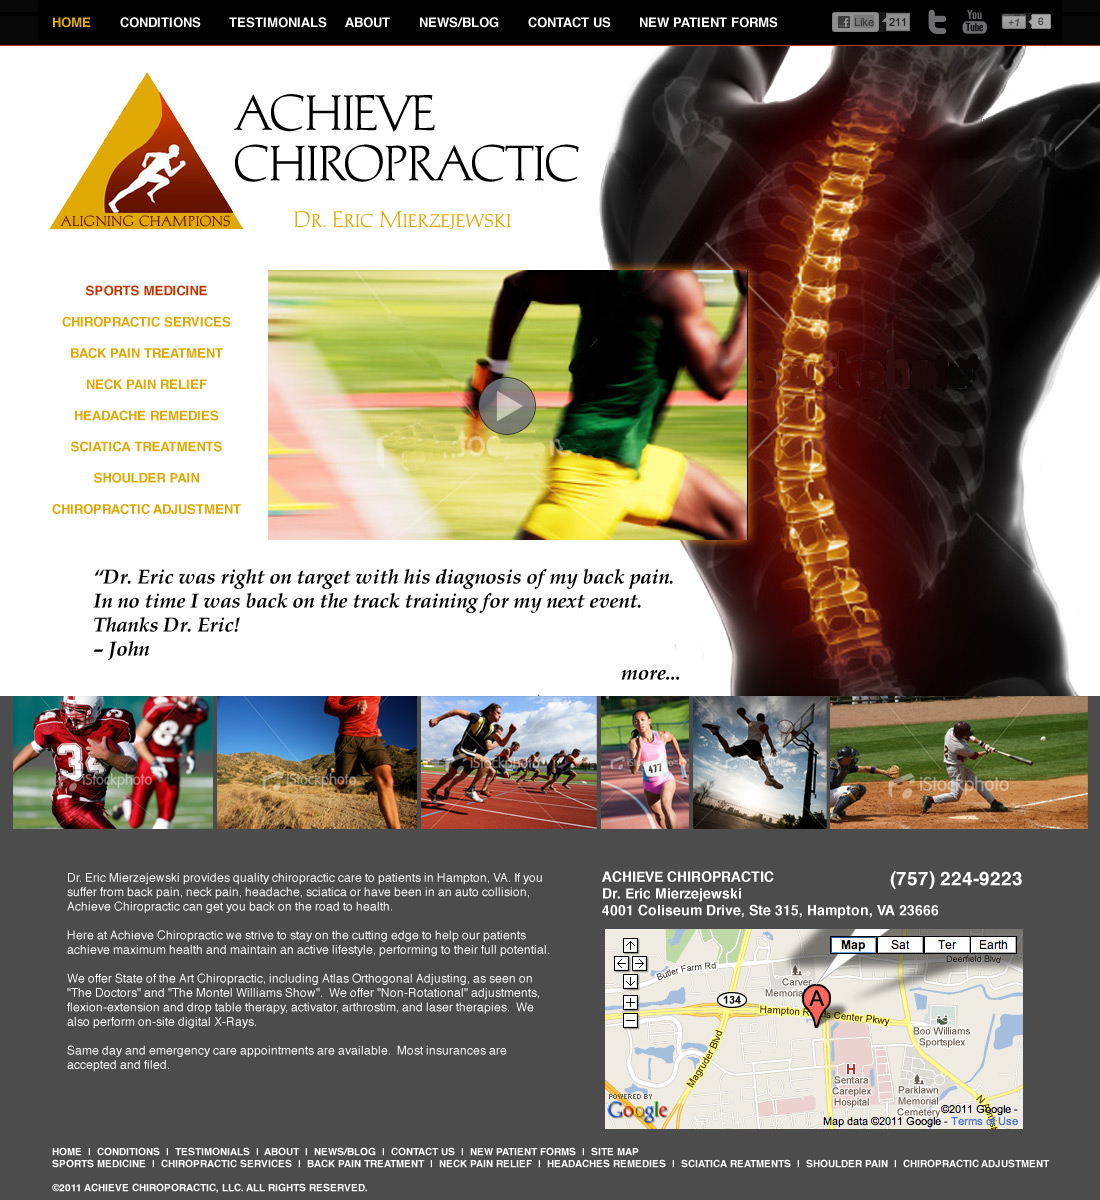 HOME CONDITIONS TESTIMONIALS ABOUT NEWS/BLOG CONTACT US NEW PATIENT FORMS Like 211 You Tube +1 6
ACHIEVE
CHIROPRACTIC
ALIGNING CHAMPIONS
DR. ERIC MIERZEJEWSKI
SPORTS MEDICINE
CHIROPRACTIC SERVICES
BACK PAIN TREATMENT
NECK PAIN RELIEF
HEADACHE REMEDIES
SCIATICA TREATMENTS
SHOULDER PAIN
CHIROPRACTIC ADJUSTMENT
“Dr. Eric was right on target with his diagnosis of my back pain.
In no time I was back on the track training for my next event.
Thanks Dr. Eric!
– John
more...
iStockphoto
iStockphoto
iStockphoto
477
iStockphoto
Dr. Eric Mierzejewski provides quality chiropractic care to patients in Hampton, VA. If you
suffer from back pain, neck pain, headache, sciatica or have been in an auto collision,
Achieve Chiropractic can get you back on the road to health.
Here at Achieve Chiropractic we strive to stay on the cutting edge to help our patients
achieve maximum health and maintain an active lifestyle, performing to their full potential.
We offer State of the Art Chiropractic, including Atlas Orthogonal Adjusting, as seen on
"The Doctors" and "The Montel Williams Show". We offer "Non-Rotational" adjustments,
flexion-extension and drop table therapy, activator, arthrostim, and laser therapies. We
also perform on-site digital X-Rays.
Same day and emergency care appointments are available. Most insurances are
accepted and filed.
ACHIEVE CHIROPRACTIC (757) 224-9223
Dr. Eric Mierzejewski
4001 Coliseum Drive, Ste 315, Hampton, VA 23666
Map Sat Ter Earth
Deerfield Blvd
Butler Farm Rd
Carver
134
A
Hampton Center Pkwy
Magruder Blvd
Boo Williams
Sportsplex
H
Sentara
Careplex
Hospital
Parklawn
Memorial
Cemetery
POWERED BY
Google
©2011 Google -
Map data ©2011 Google - Terms of Use
HOME | CONDITIONS | TESTIMONIALS | ABOUT | NEWS/BLOG | CONTACT US | NEW PATIENT FORMS | SITE MAP
SPORTS MEDICINE | CHIROPRACTIC SERVICES | BACK PAIN TREATMENT | NECK PAIN RELIEF | HEADACHES REMEDIES | SCIATICA REATMENTS | SHOULDER PAIN | CHIROPRACTIC ADJUSTMENT
©2011 ACHIEVE CHIROPORACTIC, LLC. ALL RIGHTS RESERVED.